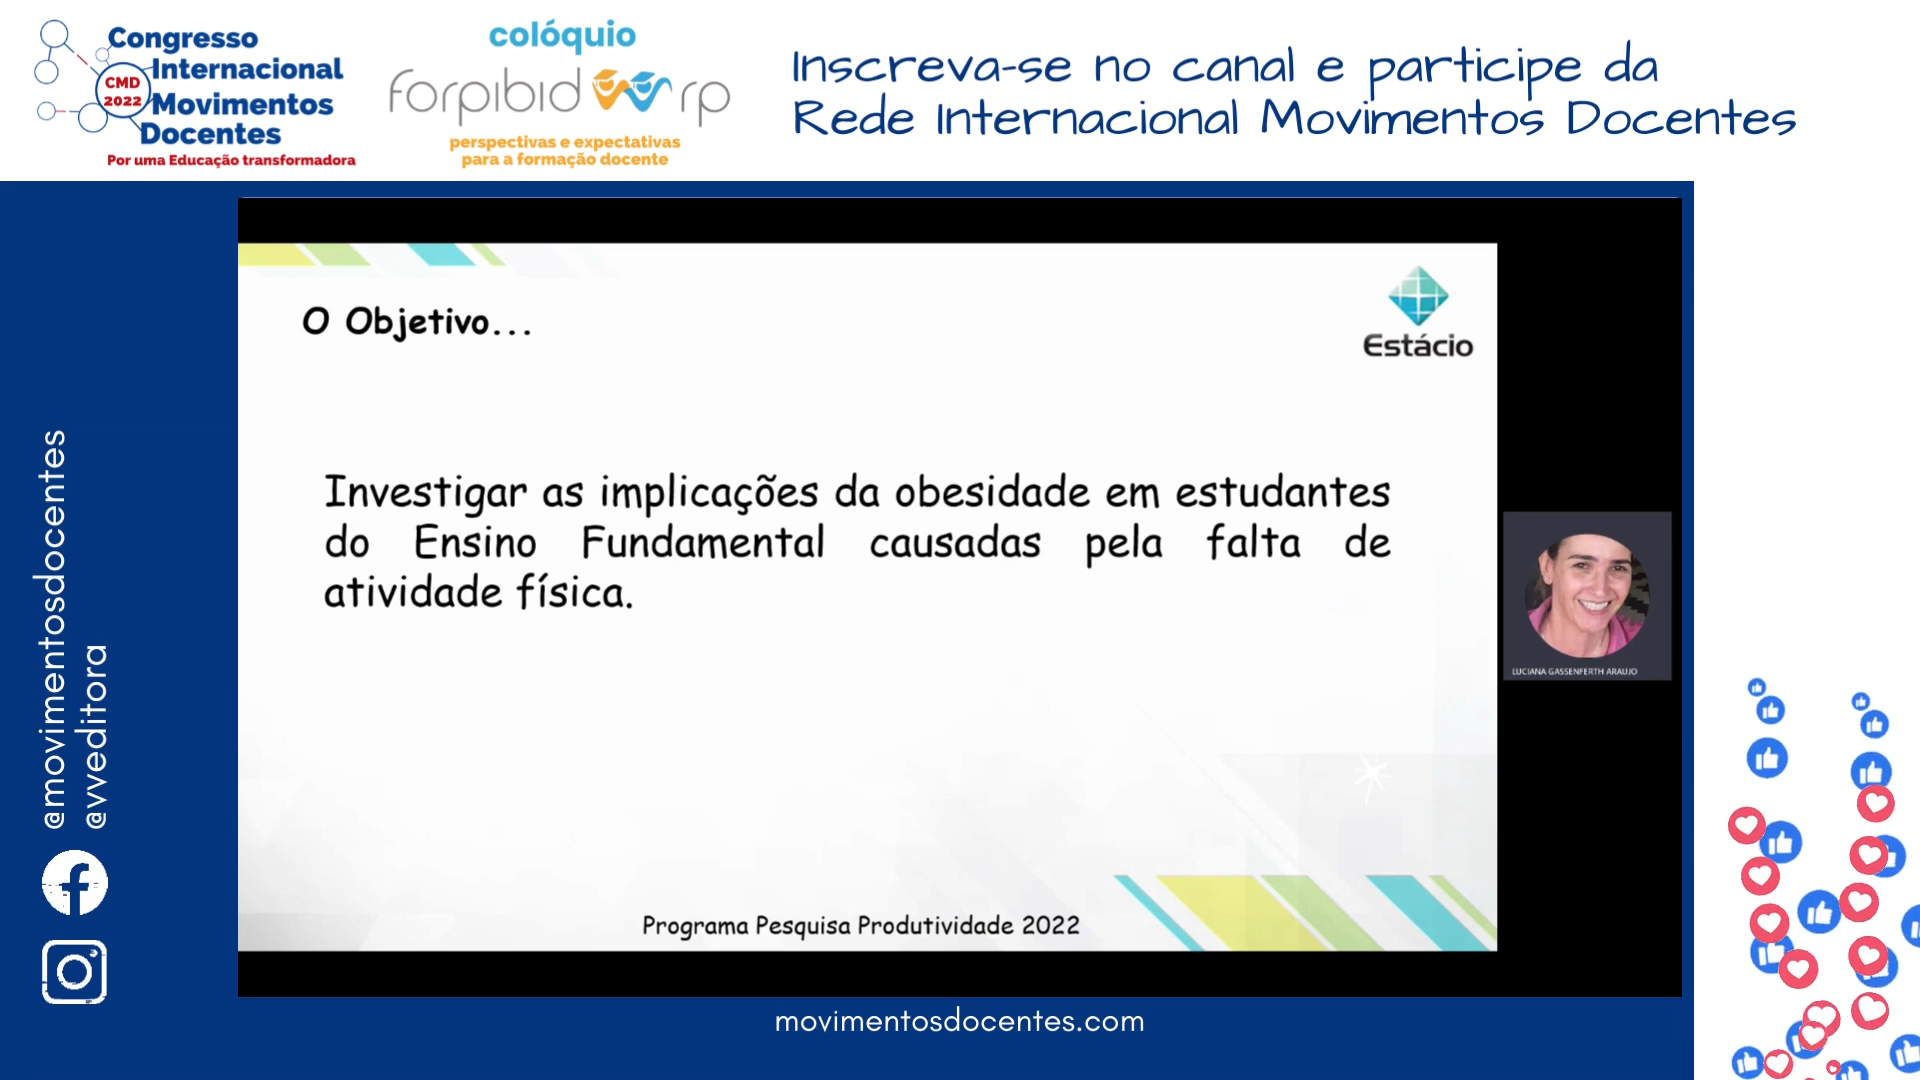 Congresso
Internacional
Movimentos
Docentes
CMD
2022
Por uma Educação transformadora
colóquio
forpibid rp
perspectivas e expectativas
para a formação docente
Inscreva-se no canal e participe da
Rede Internacional Movimentos Docentes
@movimentosdocentes
@vveditora
O Objetivo...
Estácio
Investigar as implicações da obesidade em estudantes
do Ensino Fundamental causadas pela falta de
atividade física.
Programa Pesquisa Produtividade 2022
LUCIANA GASSENFERTH ARAUJO
movimentosdocentes.com